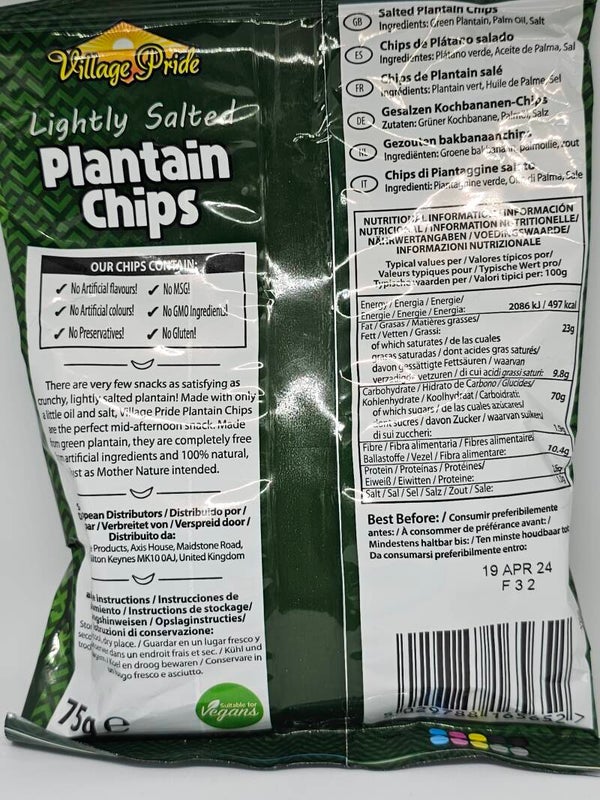 Village Pride
Lightly Salted
Plantain
Chips
OUR CHIPS CONTAIN:
✓ No Artificial flavours! ✓ No MSG!
✓ No Artificial colours! ✓ No GMO Ingredients!
✓ No Preservatives! ✓ No Gluten!
There are very few snacks as satisfying as
crunchy, lightly salted plantain! Made with only
a little oil and salt, Village Pride Plantain Chips
are the perfect mid-afternoon snack. Made
from green plantain, they are completely free
artificial ingredients and 100% natural,
just as Mother Nature intended.
Distributors / Distribuido por /
/ Verbreitet von / Verspreid door /
Distribuito da:
Products, Axis House, Maidstone Road,
Keynes MK10 0AJ, United Kingdom
instructions / Instrucciones de
/ Instructions de stockage/
/ Opslaginstructies/
di conservazione:
dry place. / Guardar en un lugar fresco y
dans un endroit frais et sec. / Kühl und
en droog bewaren / Conservare in
fresco e asciutto.
75g e
Suitable for
Vegans
GB Salted Plantain Chips
Ingredients: Green Plantain, Palm Oil, Salt
ES Chips de Plátano salado
Ingredientes: Plátano verde, Aceite de Palma, Sal
FR Chips de Plantain salé
Ingrédients: Plantain vert, Huile de Palme, Sel
DE Gesalzen Kochbananen-Chips
Zutaten: Grüner Kochbanane, Palmöl, Salz
NL Gezouten bakbanaanchips
Ingrediënten: Groene bakbanaan, palmolie, zout
IT Chips di Piantaggine salato
Ingredienti: Piantaggine verde, Olio di Palma, Sale
NUTRITIONAL INFORMATION / INFORMACIÓN
NUTRICIONAL / INFORMATION NUTRITIONELLE/
NÄHRWERTANGABEN / VOEDINGSWAARDE/
INFORMAZIONI NUTRIZIONALE
Typical values per / Valores típicos por/
Valeurs typiques pour / Typische Wert pro/
Typische waarden per / Valori tipici per: 100g
Energy / Energia / Energie/
Energie / Energie / Energia: 2086 kJ / 497 kcal
Fat / Grasas / Matières grasses/
Fett / Vetten / Grassi: 23g
of which saturates / de las cuales
grasas saturadas / dont acides gras saturés/
davon gesättigte Fettsäuren / waarvan
verzadigde vetzuren / di cui acidi grassi saturi: 9.8g
Carbohydrate / Hidrato de Carbono / Glucides/
Kohlenhydrate / Koolhydraat / Carboidrati: 70g
of which sugars / de las cuales azúcares/
dont sucres / davon Zucker / waarvan suikers/
di sui zuccheri:
Fibre / Fibra alimentaria / Fibres alimentaires/
Ballastoffe / Vezel / Fibra alimentare: 10,4g
Protein / Proteínas / Protéines/
Eiweiß / Eiwitten / Proteine:
Salt / Sal / Sel / Salz / Zout / Sale:
Best Before: / Consumir preferiblemente
antes: / À consommer de préférance avant: /
Mindestens haltbar bis: / Ten minste houdbaar tot
Da consumarsi preferibilmente entro:
19 APR 24
F 3 2